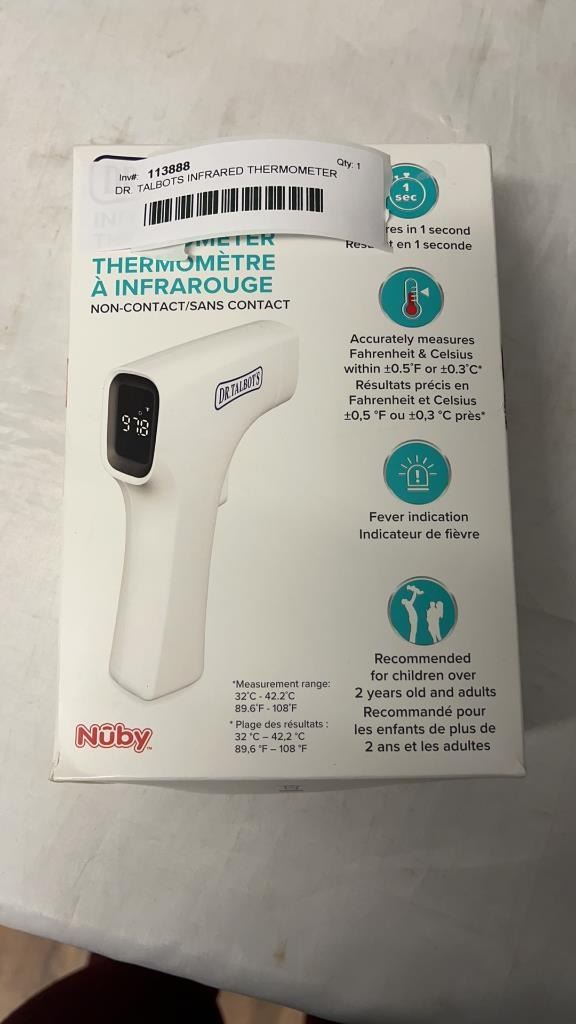 Inv#: 113888 Qty: 1
DR. TALBOTS INFRARED THERMOMETER
THERMOMÈTRE
À INFRAROUGE
NON-CONTACT/SANS CONTACT
DR. TALBOT'S
978
Nûby™
*Measurement range:
32°C - 42.2°C
89.6°F - 108°F
* Plage des résultats :
32 °C – 42,2 °C
89,6 °F – 108 °F
1
sec
in 1 second
en 1 seconde
Accurately measures
Fahrenheit & Celsius
within ±0.5°F or ±0.3°C*
Résultats précis en
Fahrenheit et Celsius
±0,5 °F ou ±0,3 °C près*
Fever indication
Indicateur de fièvre
Recommended
for children over
2 years old and adults
Recommandé pour
les enfants de plus de
2 ans et les adultes